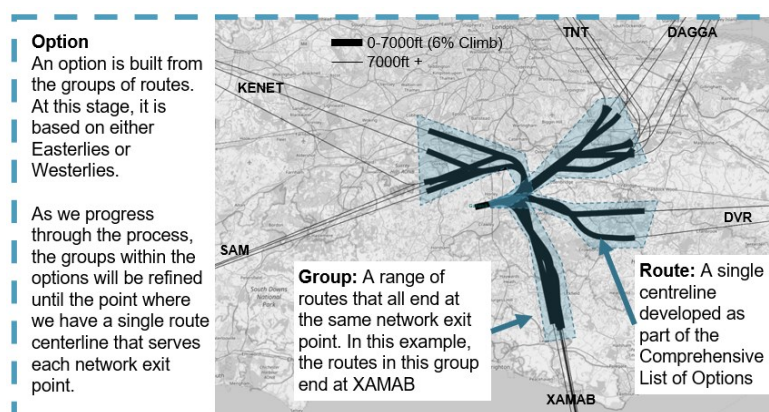 Option
An option is built from
the groups of routes.
At this stage, it is
based on either
Easterlies or
Westerlies.
As we progress
through the process,
the groups within the
options will be refined
until the point where
we have a single route
centerline that serves
each network exit
point.
0-7000ft (6% Climb)
7000ft +
TNT
DAGGA
KENET
SAM
DVR
XAMAB
South Downs
National
Park
Group: A range of
routes that all end at
the same network exit
point. In this example,
the routes in this group
end at XAMAB
Route: A single
centreline
developed as
part of the
Comprehensive
List of Options